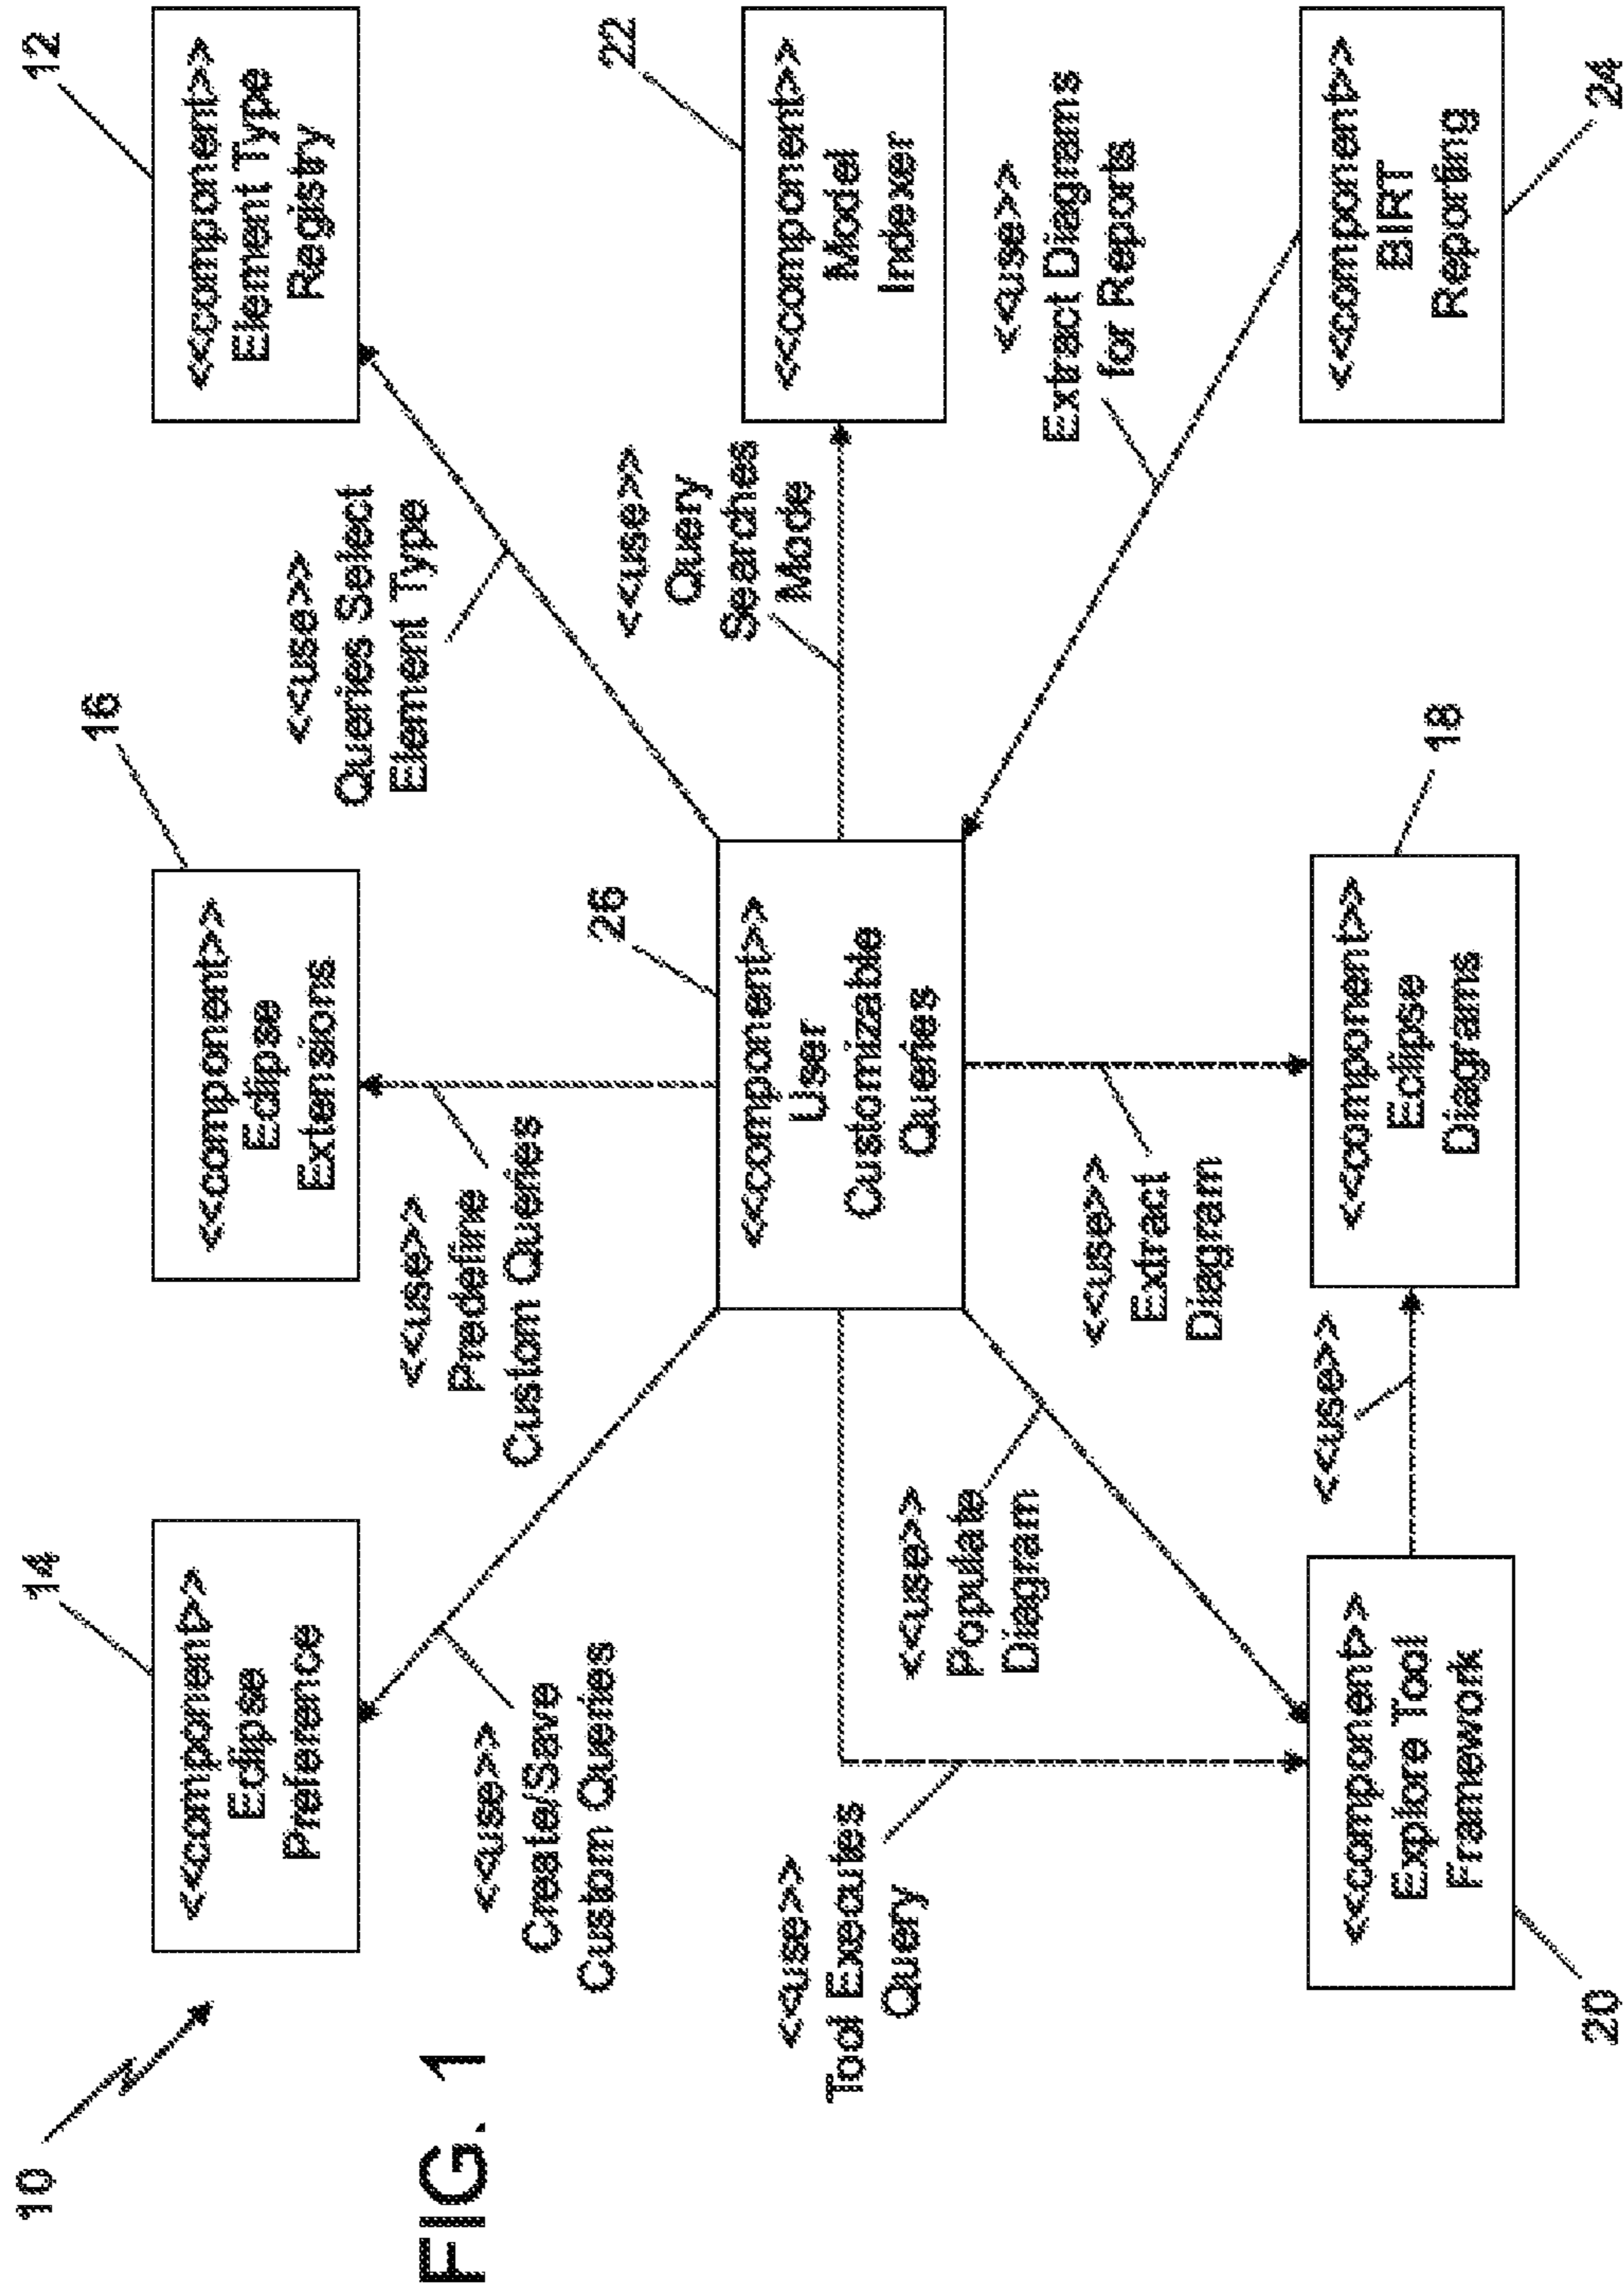 10
14
<<component>>
Eclipse
Preference
16
<<component>>
Eclipse
Extensions
12
<<component>>
Element Type
Registry
<<use>>
Create/Save
Custom Queries
<<use>>
Predefine
Custom Queries
<<use>>
Queries Select
Element Type
FIG. 1
<<use>>
Tool Executes
Query
26
<<component>>
User
Customizable
Queries
<<use>>
Query
Searches
Mode
22
<<component>>
Model
Indexer
<<use>>
Populate
Diagram
<<use>>
Extract
Diagram
<<use>>
Extract Diagrams
for Reports
20
<<component>>
Explore Tool
Framework
<<use>>
18
<<component>>
Eclipse
Diagrams
<<component>>
BIRT
Reporting
24